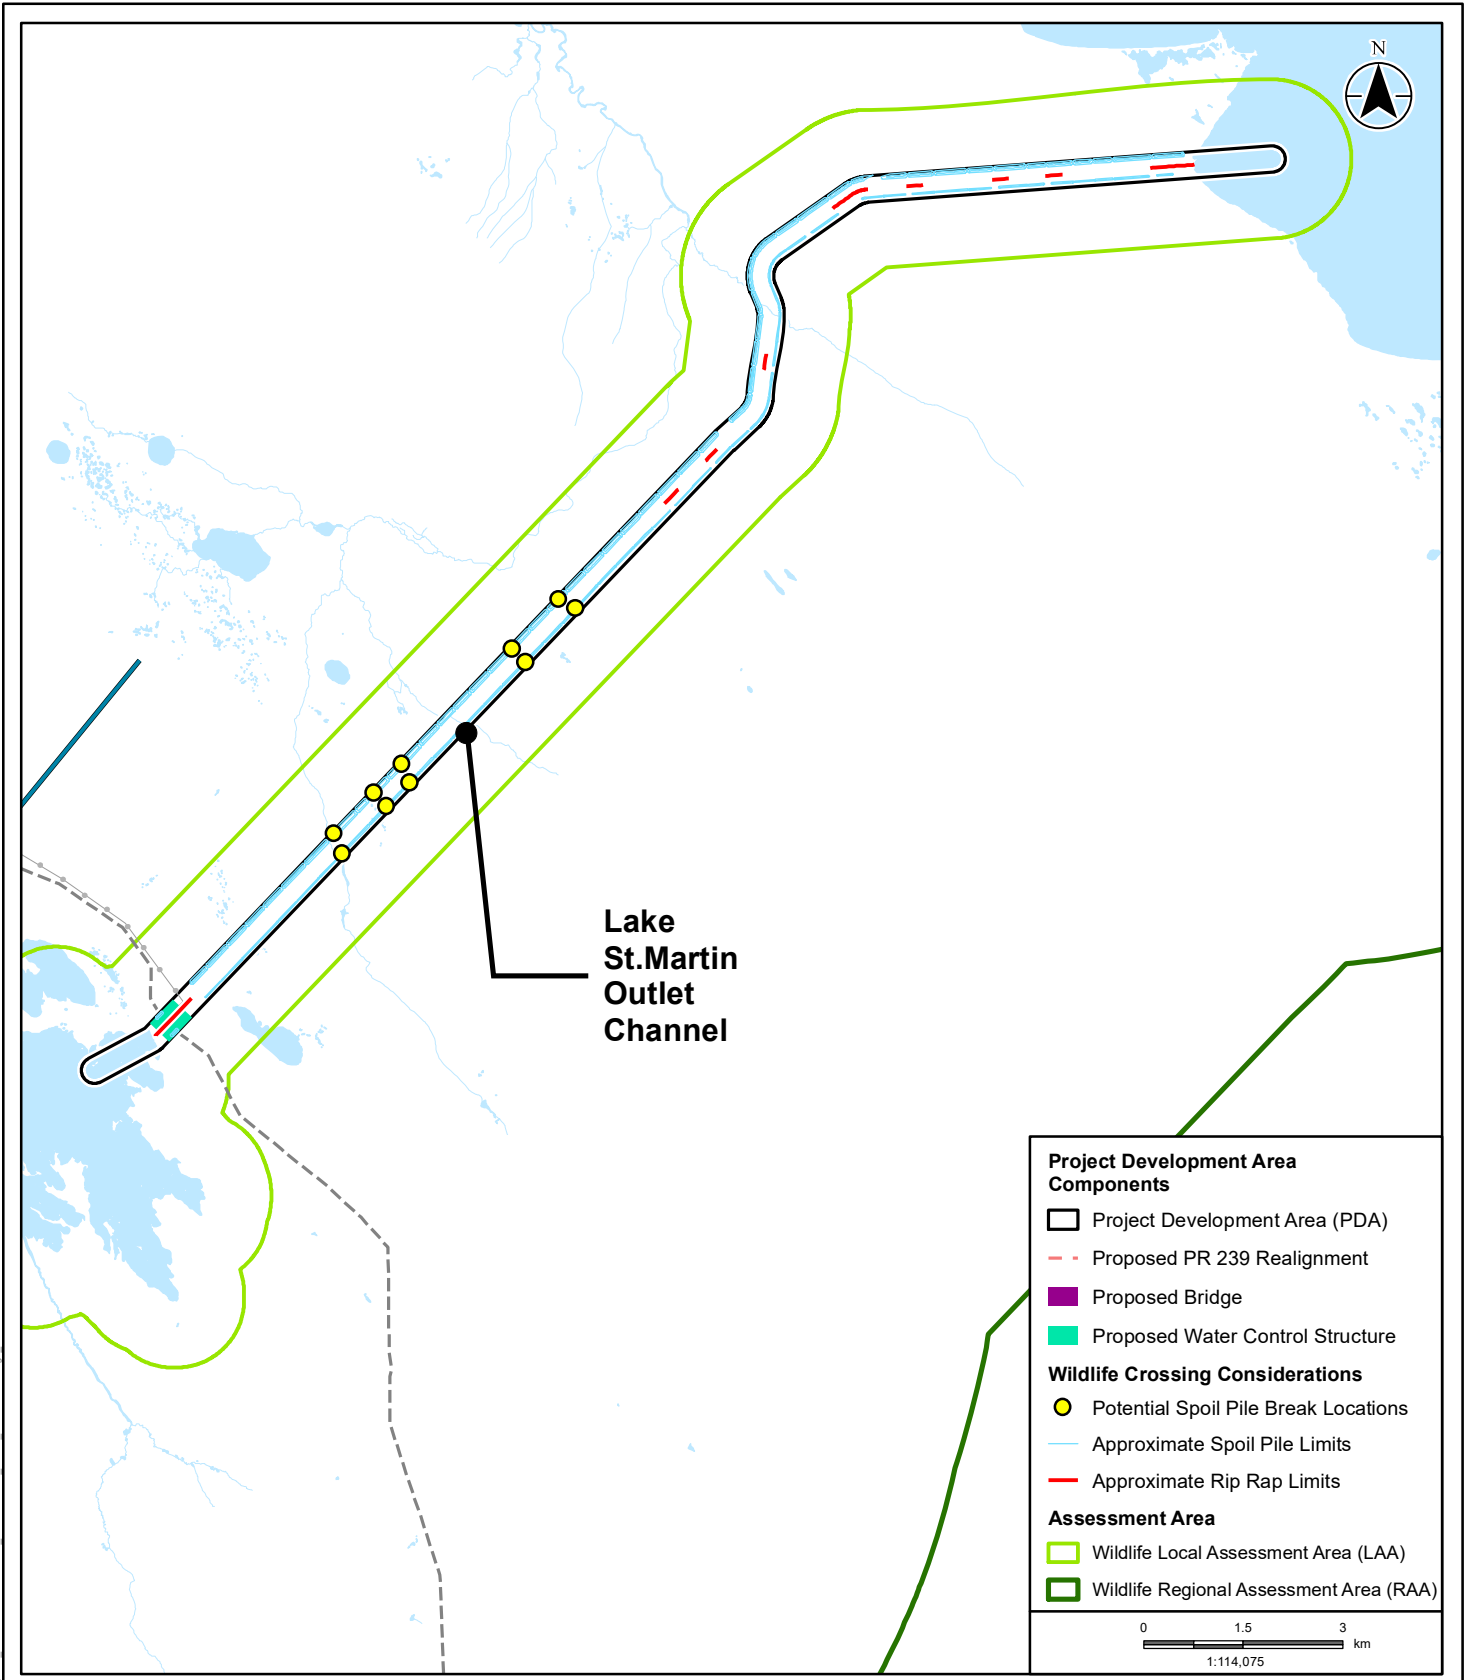 N
Lake
St.Martin
Outlet
Channel
Project Development Area
Components
Project Development Area (PDA)
Proposed PR 239 Realignment
Proposed Bridge
Proposed Water Control Structure
Wildlife Crossing Considerations
Potential Spoil Pile Break Locations
Approximate Spoil Pile Limits
Approximate Rip Rap Limits
Assessment Area
Wildlife Local Assessment Area (LAA)
Wildlife Regional Assessment Area (RAA)
0 1.5 3
km
1:114,075